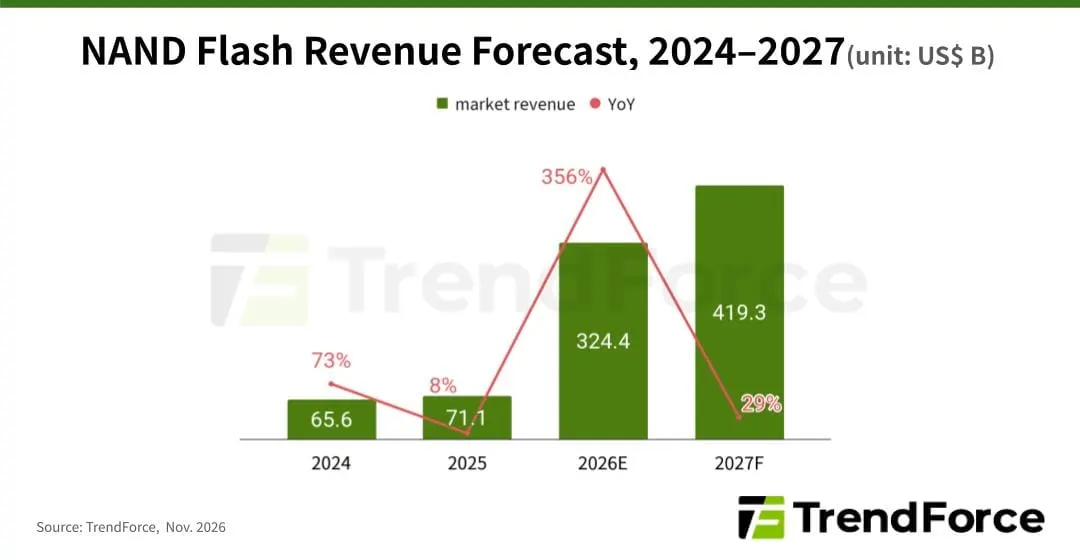 NAND Flash Revenue Forecast, 2024–2027(unit: US$ B)
market revenue YoY
TrendForce
356%
419.3
324.4
73%
8%
29%
65.6
71.1
2024 2025 2026E 2027F
Source: TrendForce, Nov. 2026
TrendForce